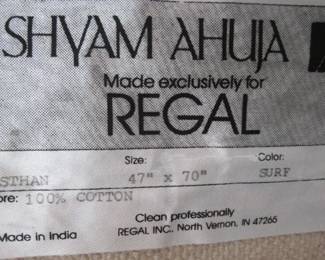 SHYAM AHUJA
Made exclusively for
REGAL
Size: Color:
STHAN 47" x 70" SURF
ore: 100% COTTON
Clean professionally
Made in India REGAL INC. North Vernon, IN 47265